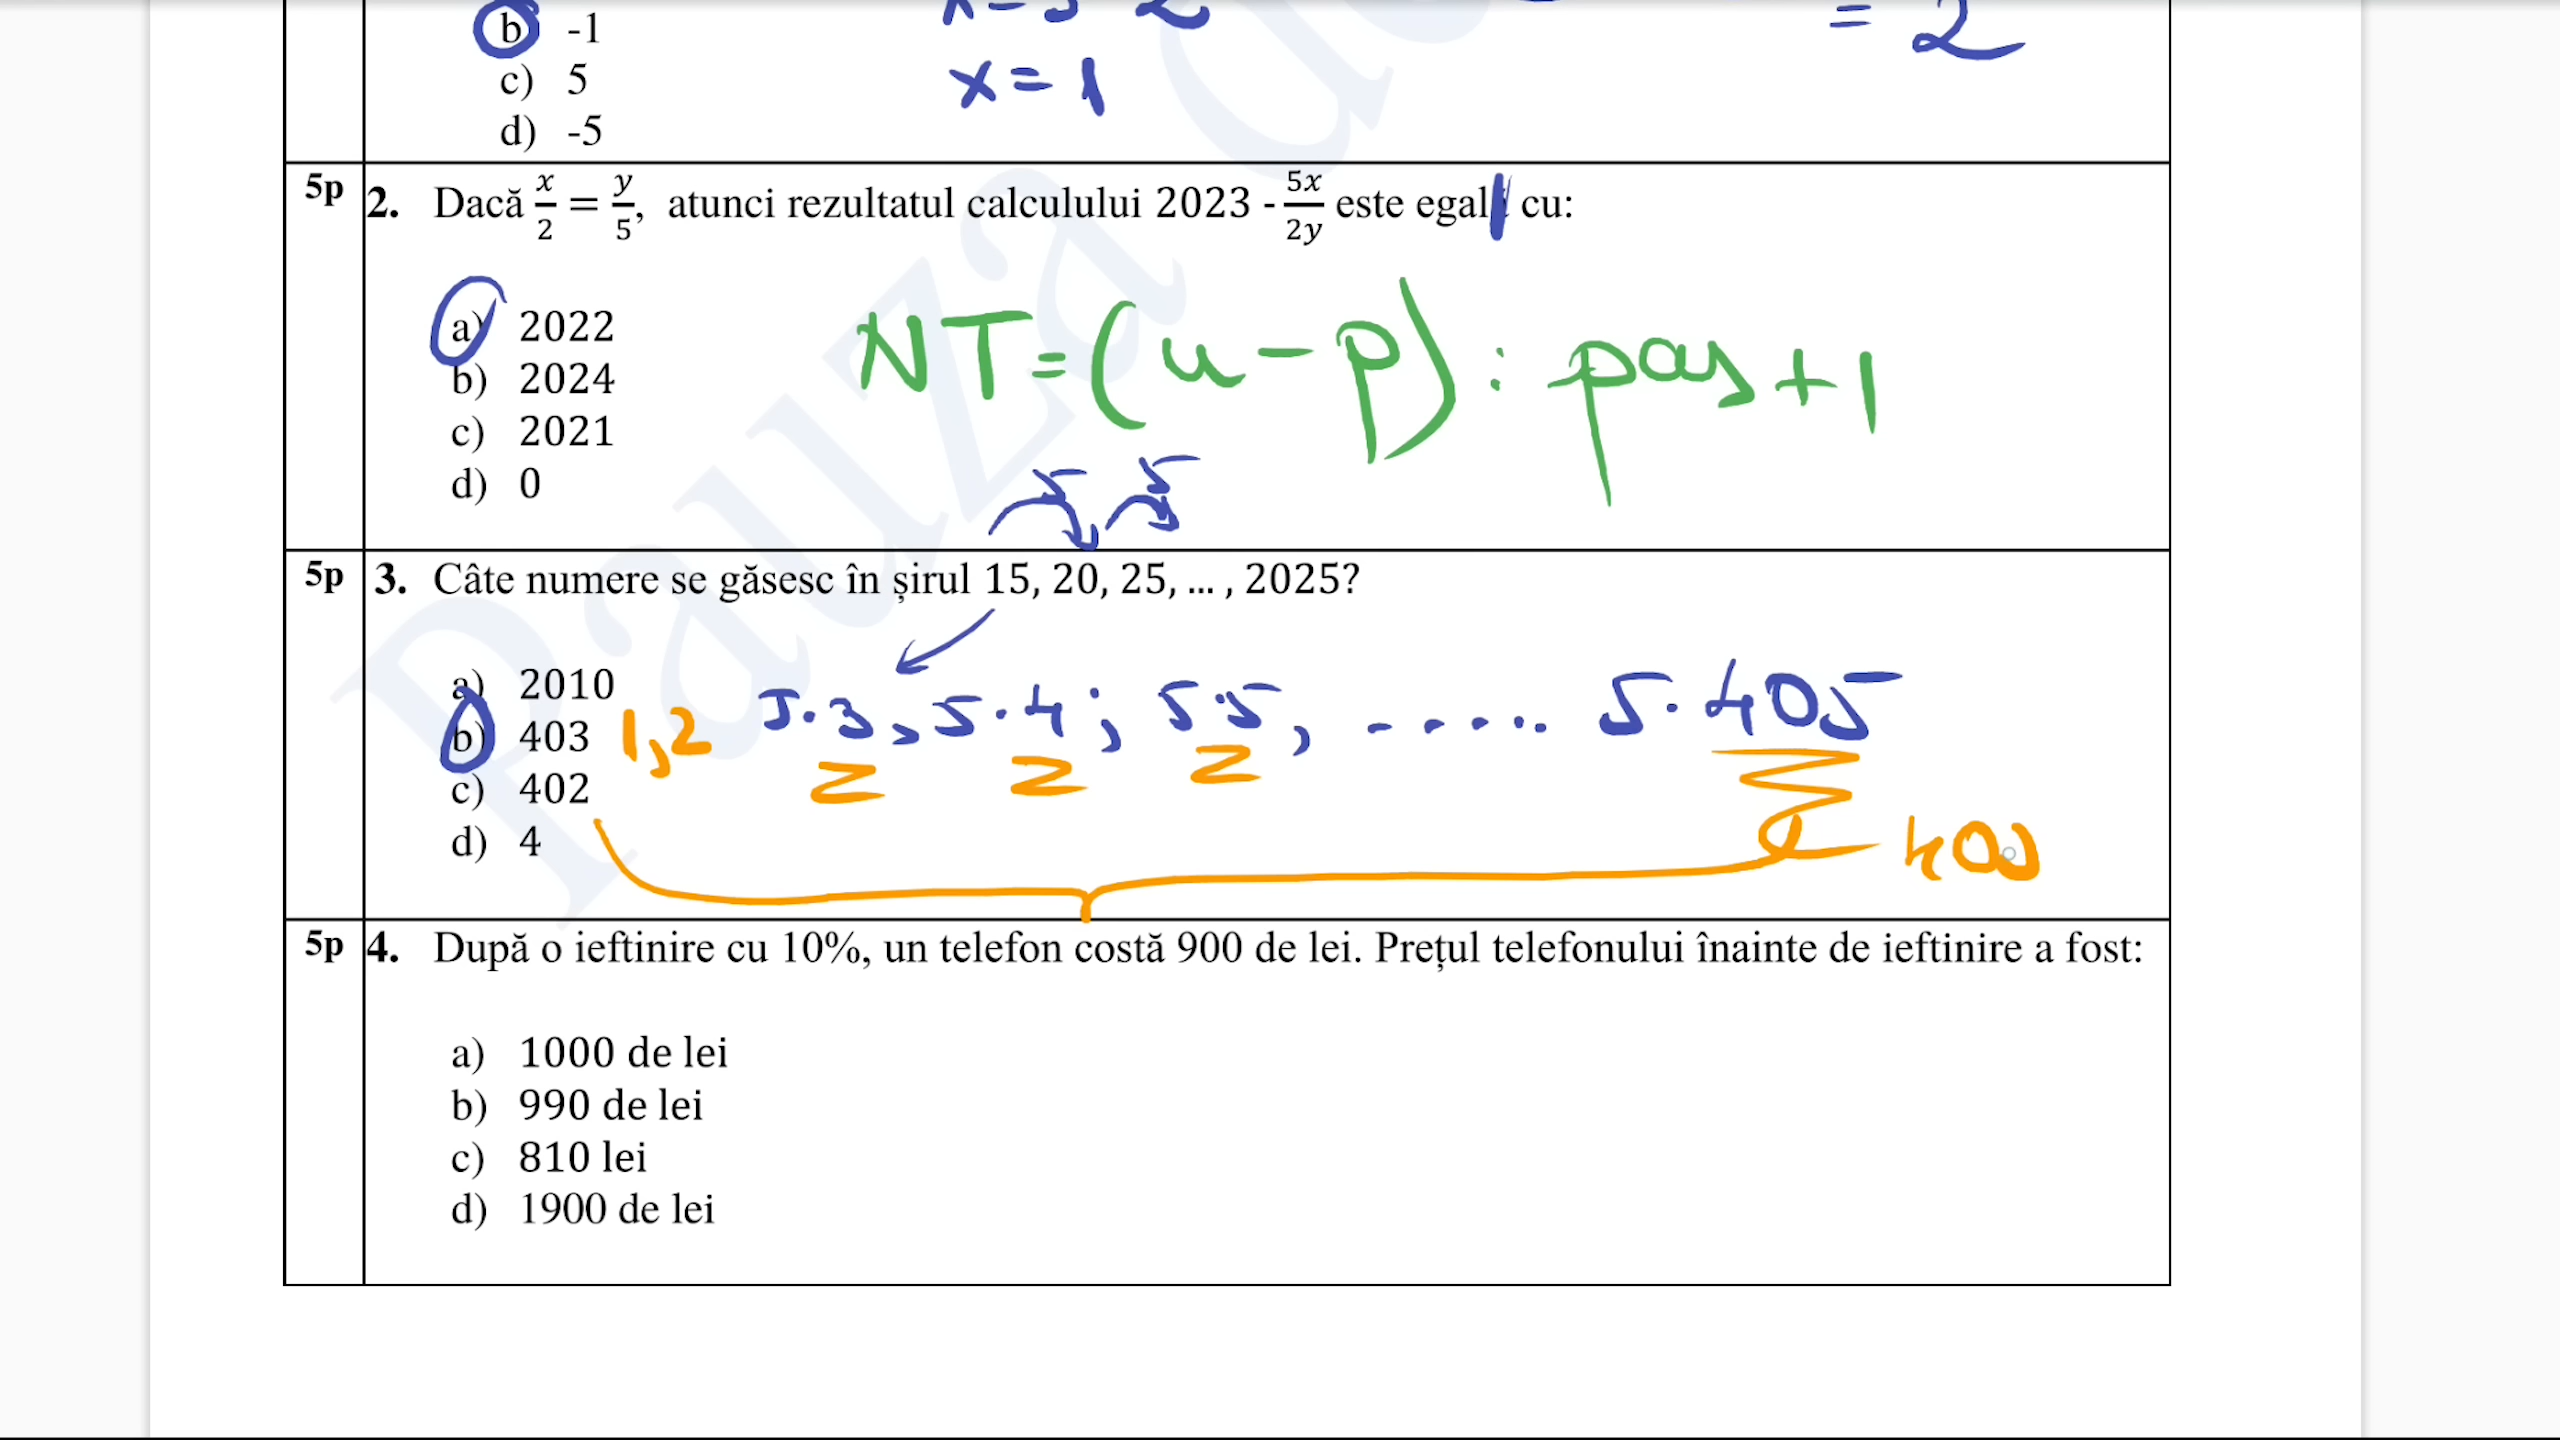 b) -1
= 2
c) 5
x = 1
d) -5
5p 2. Dacă x/2 = y/5, atunci rezultatul calculului 2023 - 5x/2y este egal cu:
a) 2022
NT = (u - p) : pas + 1
b) 2024
c) 2021
d) 0
5 5
5p 3. Câte numere se găsesc în șirul 15, 20, 25, ... , 2025?
a) 2010
b) 403 1,2 5·3, 5·4; 5·5, ..... 5·405
c) 402
d) 4
5p 4. După o ieftinire cu 10%, un telefon costă 900 de lei. Prețul telefonului înainte de ieftinire a fost:
a) 1000 de lei
b) 990 de lei
c) 810 lei
d) 1900 de lei
Pauza de